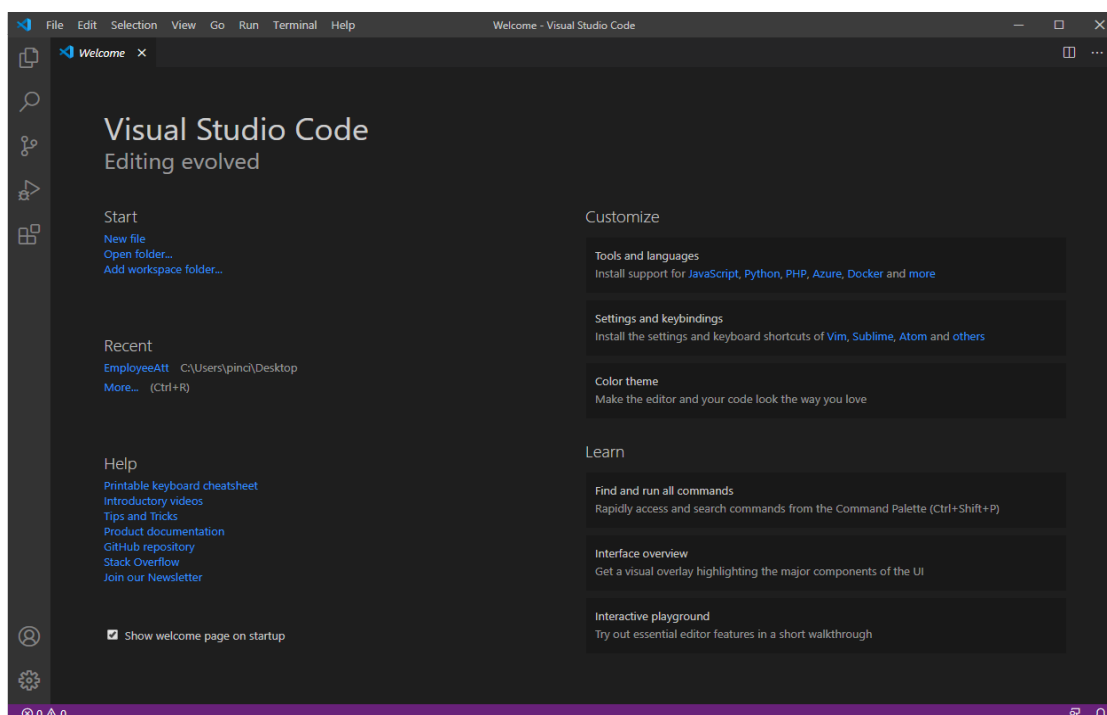 File Edit Selection View Go Run Terminal Help
Welcome - Visual Studio Code
Welcome
Visual Studio Code
Editing evolved
Start
New file
Open folder...
Add workspace folder...
Recent
EmployeeAtt C:\Users\pinci\Desktop
More... (Ctrl+R)
Help
Printable keyboard cheatsheet
Introductory videos
Tips and Tricks
Product documentation
GitHub repository
Stack Overflow
Join our Newsletter
Show welcome page on startup
Customize
Tools and languages
Install support for JavaScript, Python, PHP, Azure, Docker and more
Settings and keybindings
Install the settings and keyboard shortcuts of Vim, Sublime, Atom and others
Color theme
Make the editor and your code look the way you love
Learn
Find and run all commands
Rapidly access and search commands from the Command Palette (Ctrl+Shift+P)
Interface overview
Get a visual overlay highlighting the major components of the UI
Interactive playground
Try out essential editor features in a short walkthrough
0 0